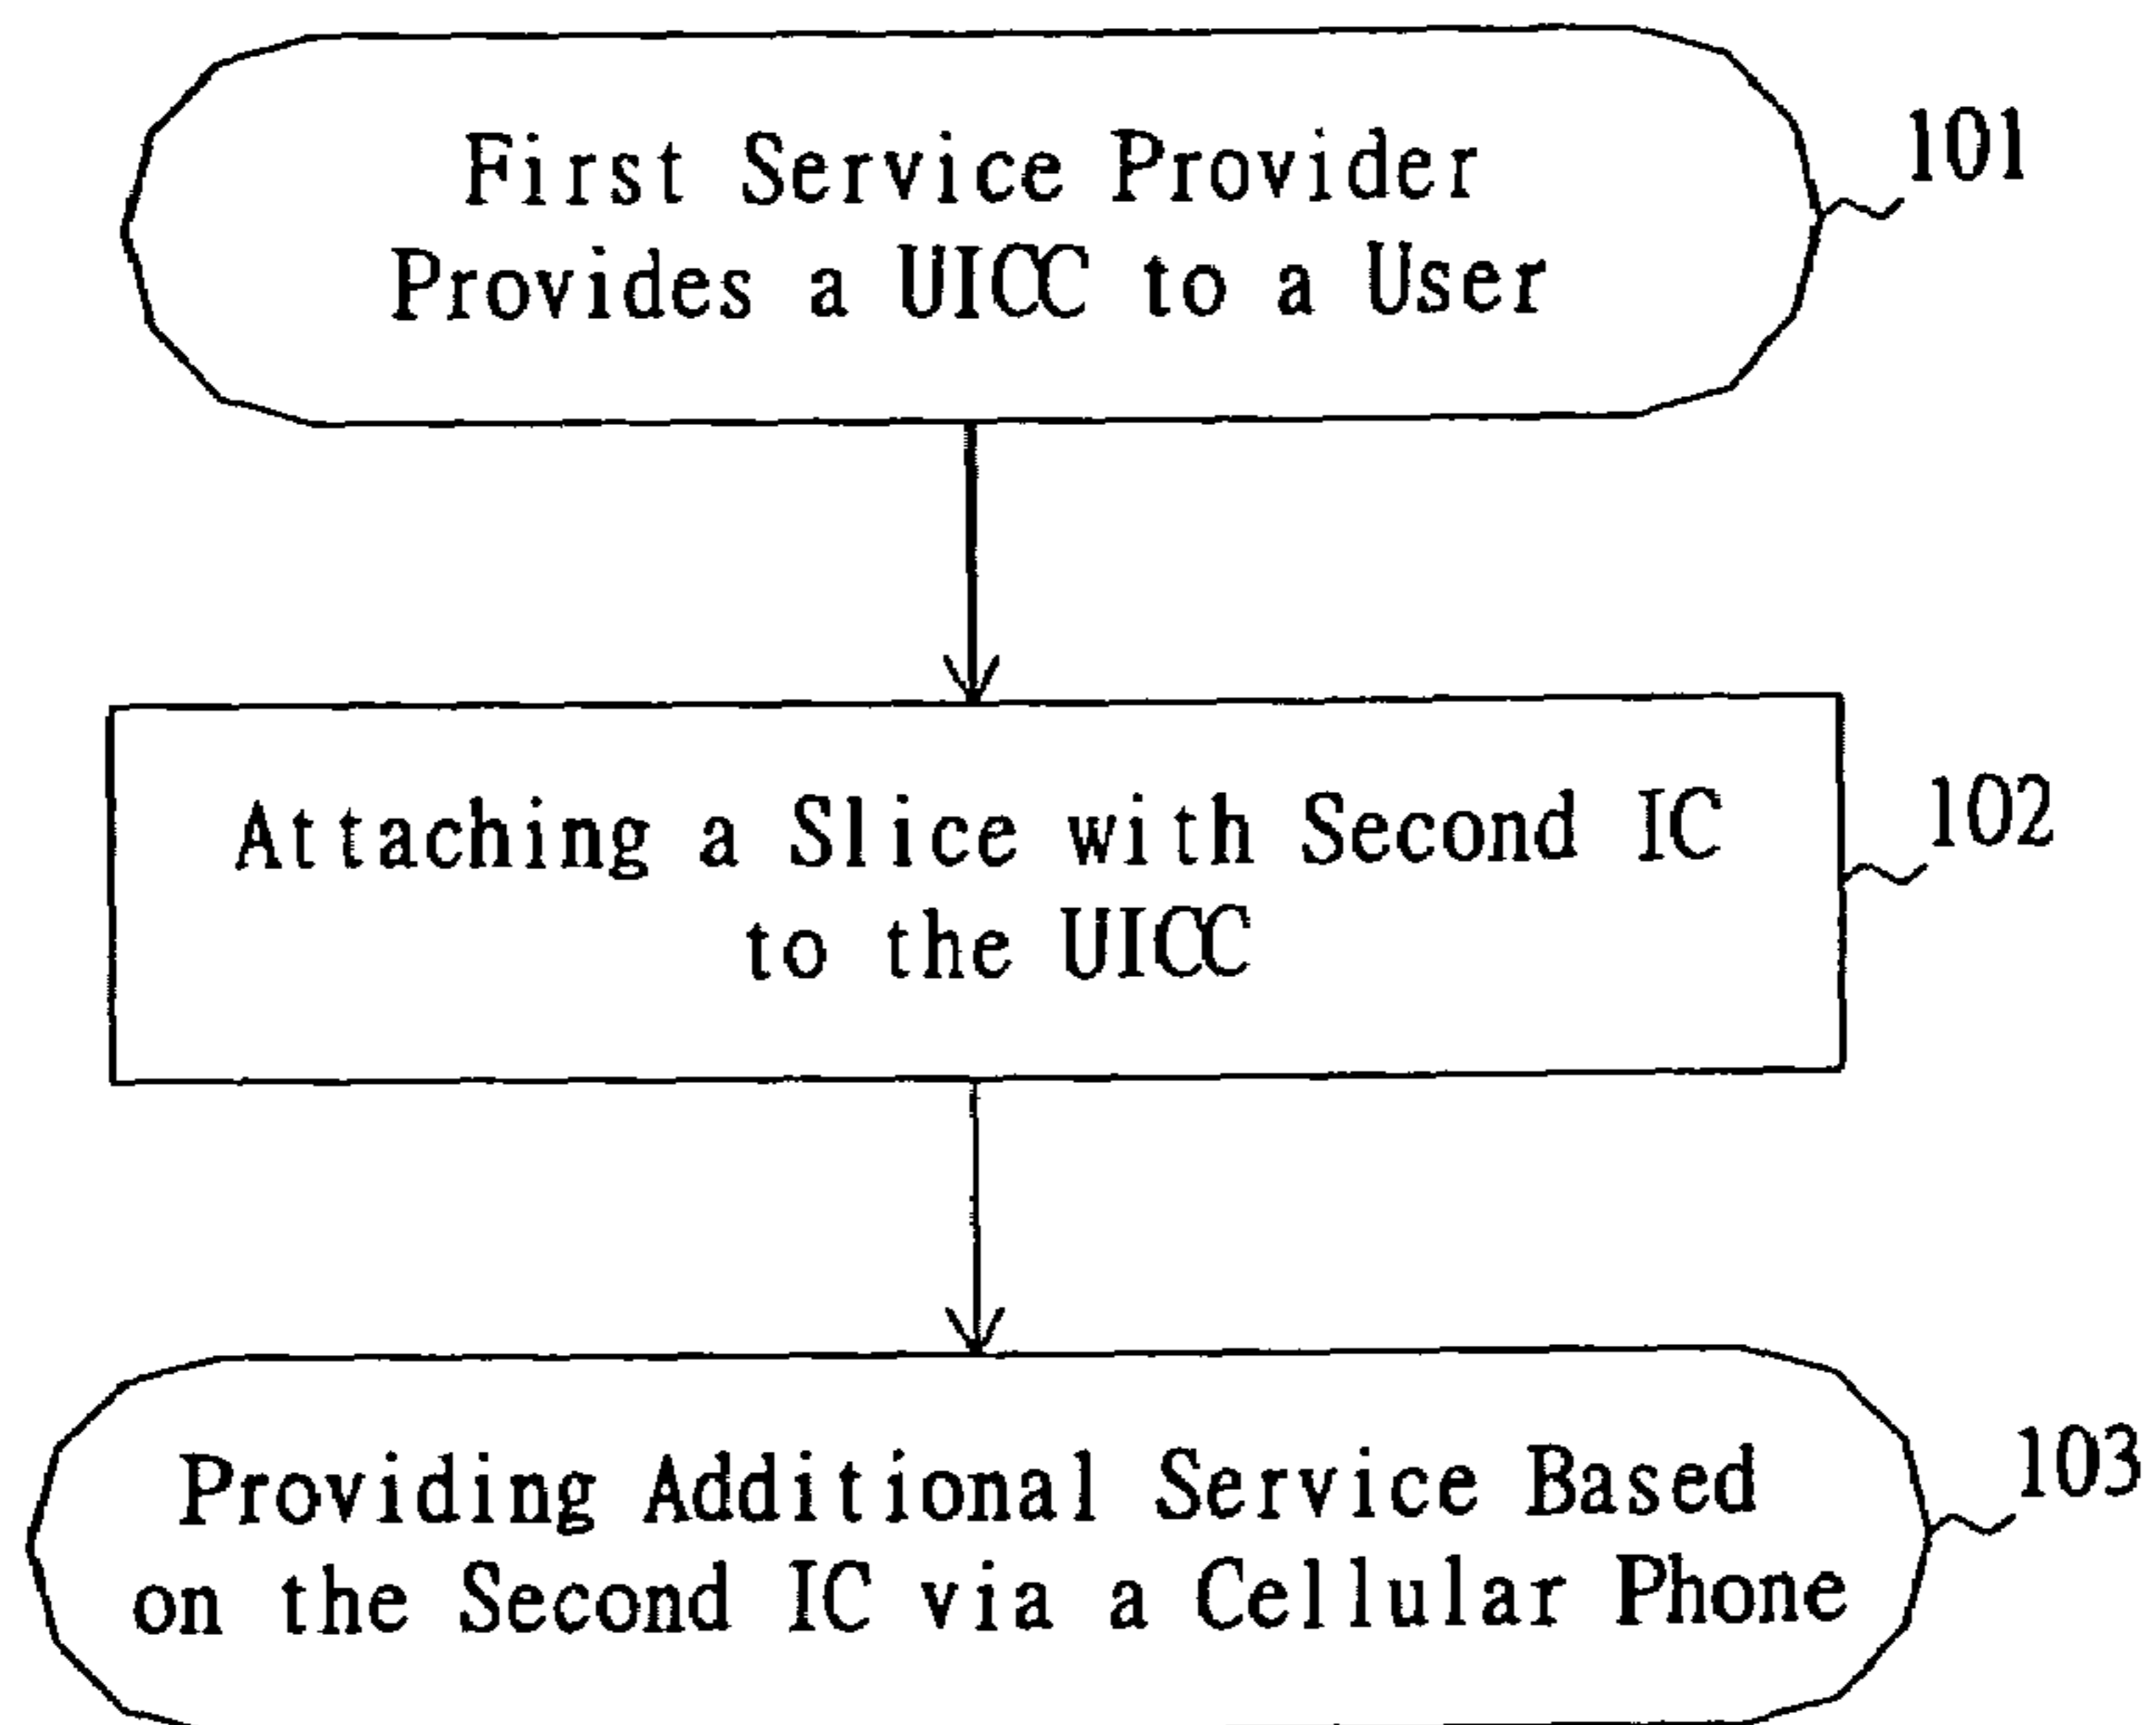 First Service Provider
Provides a UICC to a User
101
Attaching a Slice with Second IC
to the UICC
102
Providing Additional Service Based
on the Second IC via a Cellular Phone
103